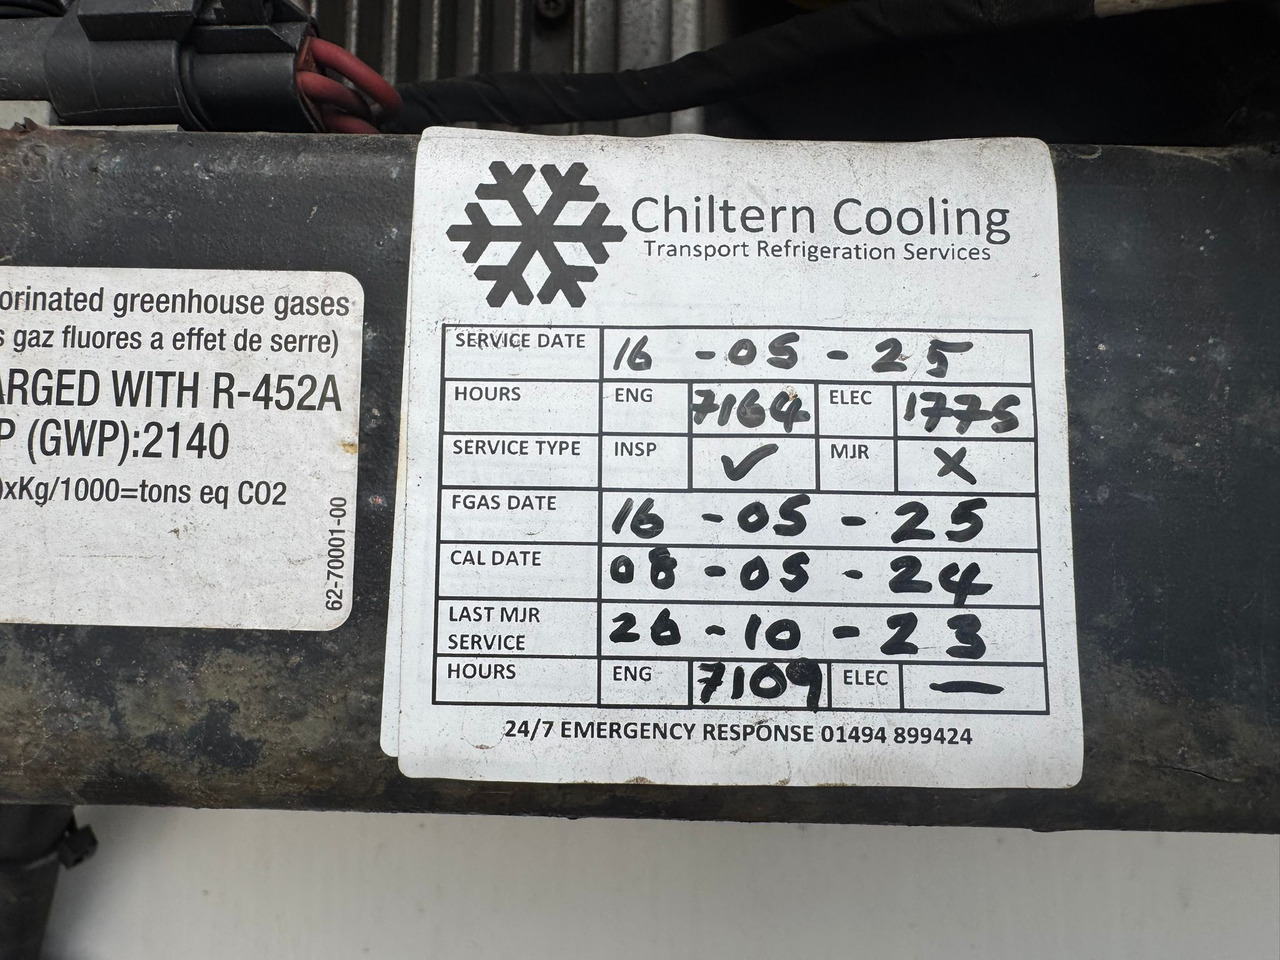 orinated greenhouse gases
s gaz fluores a effet de serre)
ARGED WITH R-452A
P (GWP):2140
)xKg/1000=tons eq CO2
62-70001-00
Chiltern Cooling
Transport Refrigeration Services
SERVICE DATE 16 - 05 - 25
HOURS ENG 7164 ELEC 1775
SERVICE TYPE INSP ✓ MJR X
FGAS DATE 16 - 05 - 25
CAL DATE 08 - 05 - 24
LAST MJR SERVICE 26 - 10 - 23
HOURS ENG 7109 ELEC —
24/7 EMERGENCY RESPONSE 01494 899424